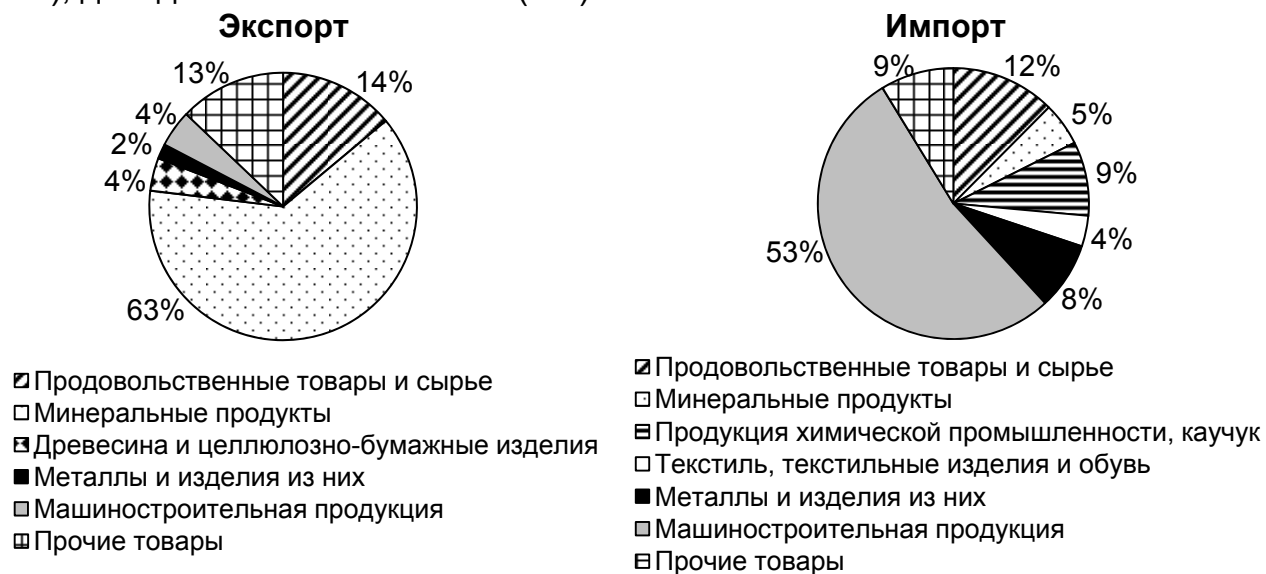 Экспорт
13%
14%
4%
2%
4%
63%
Продовольственные товары и сырье
Минеральные продукты
Древесина и целлюлозно-бумажные изделия
Металлы и изделия из них
Машиностроительная продукция
Прочие товары
Импорт
9%
12%
5%
9%
4%
53%
8%
Продовольственные товары и сырье
Минеральные продукты
Продукция химической промышленности, каучук
Текстиль, текстильные изделия и обувь
Металлы и изделия из них
Машиностроительная продукция
Прочие товары